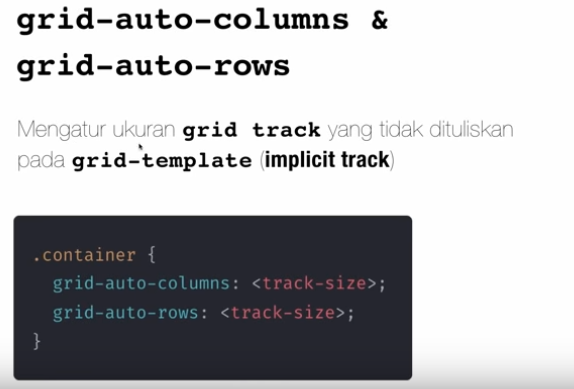 grid-auto-columns &
grid-auto-rows
Mengatur ukuran grid track yang tidak dituliskan
pada grid-template (implicit track)
.container {
  grid-auto-columns: <track-size>;
  grid-auto-rows: <track-size>;
}